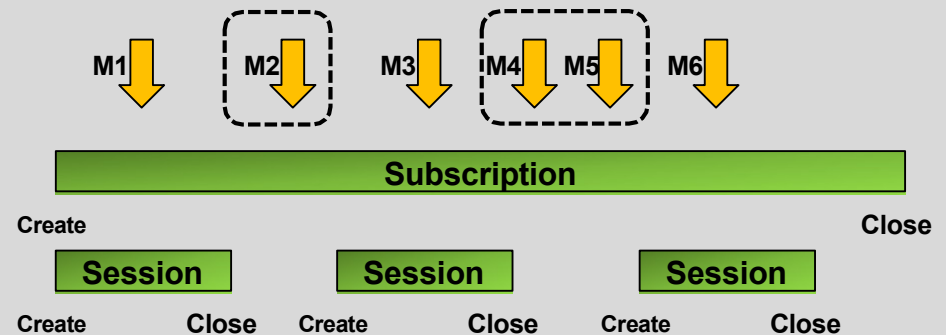 M1 M2 M3 M4 M5 M6
Subscription
Create Close
Session Session Session
Create Close Create Close Create Close